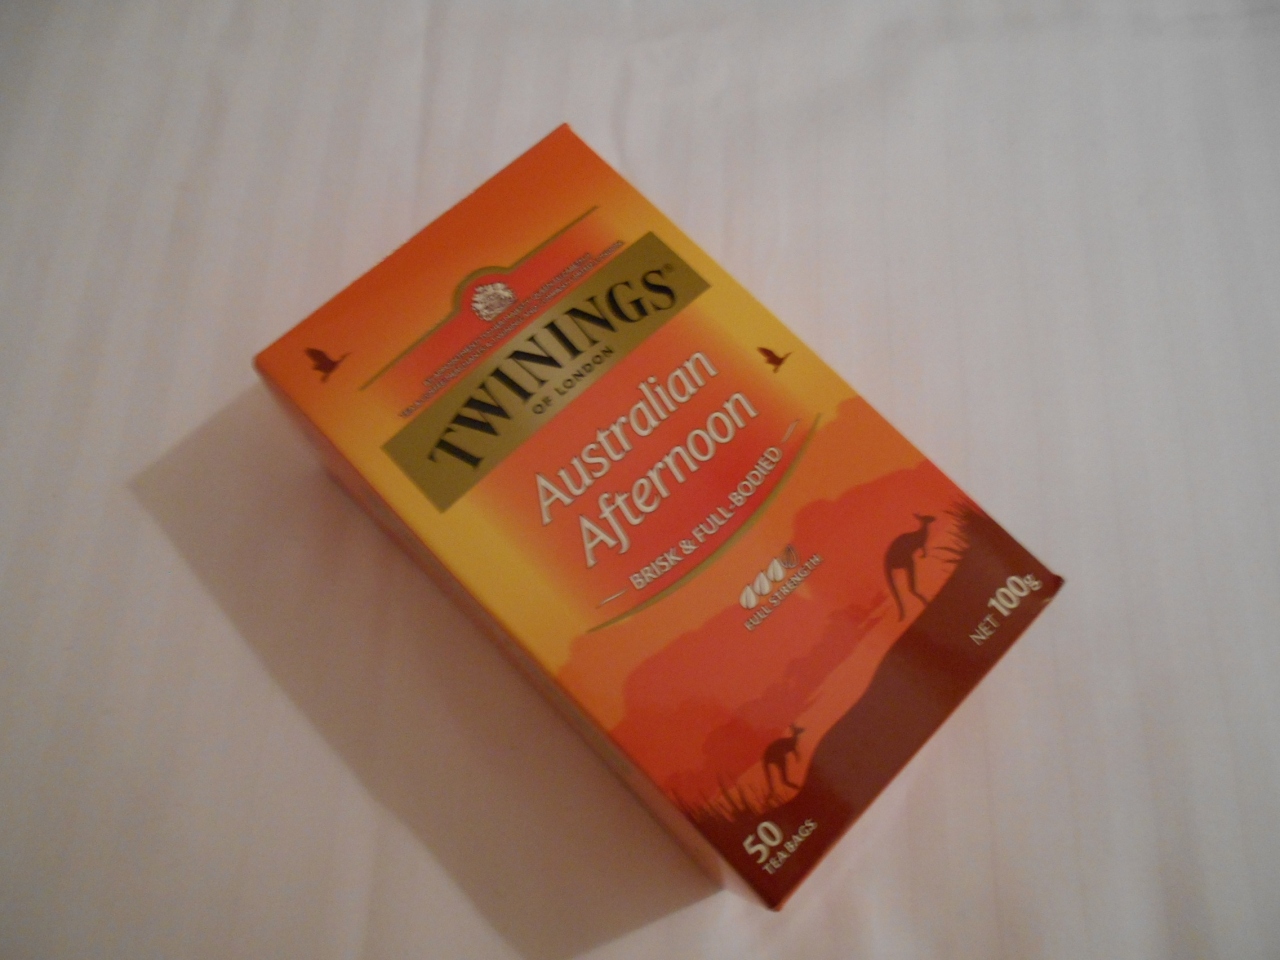 TWININGS®
OF LONDON
Australian
Afternoon
BRISK & FULL-BODIED
FULL STRENGTH
NET 100g
50
TEA BAGS